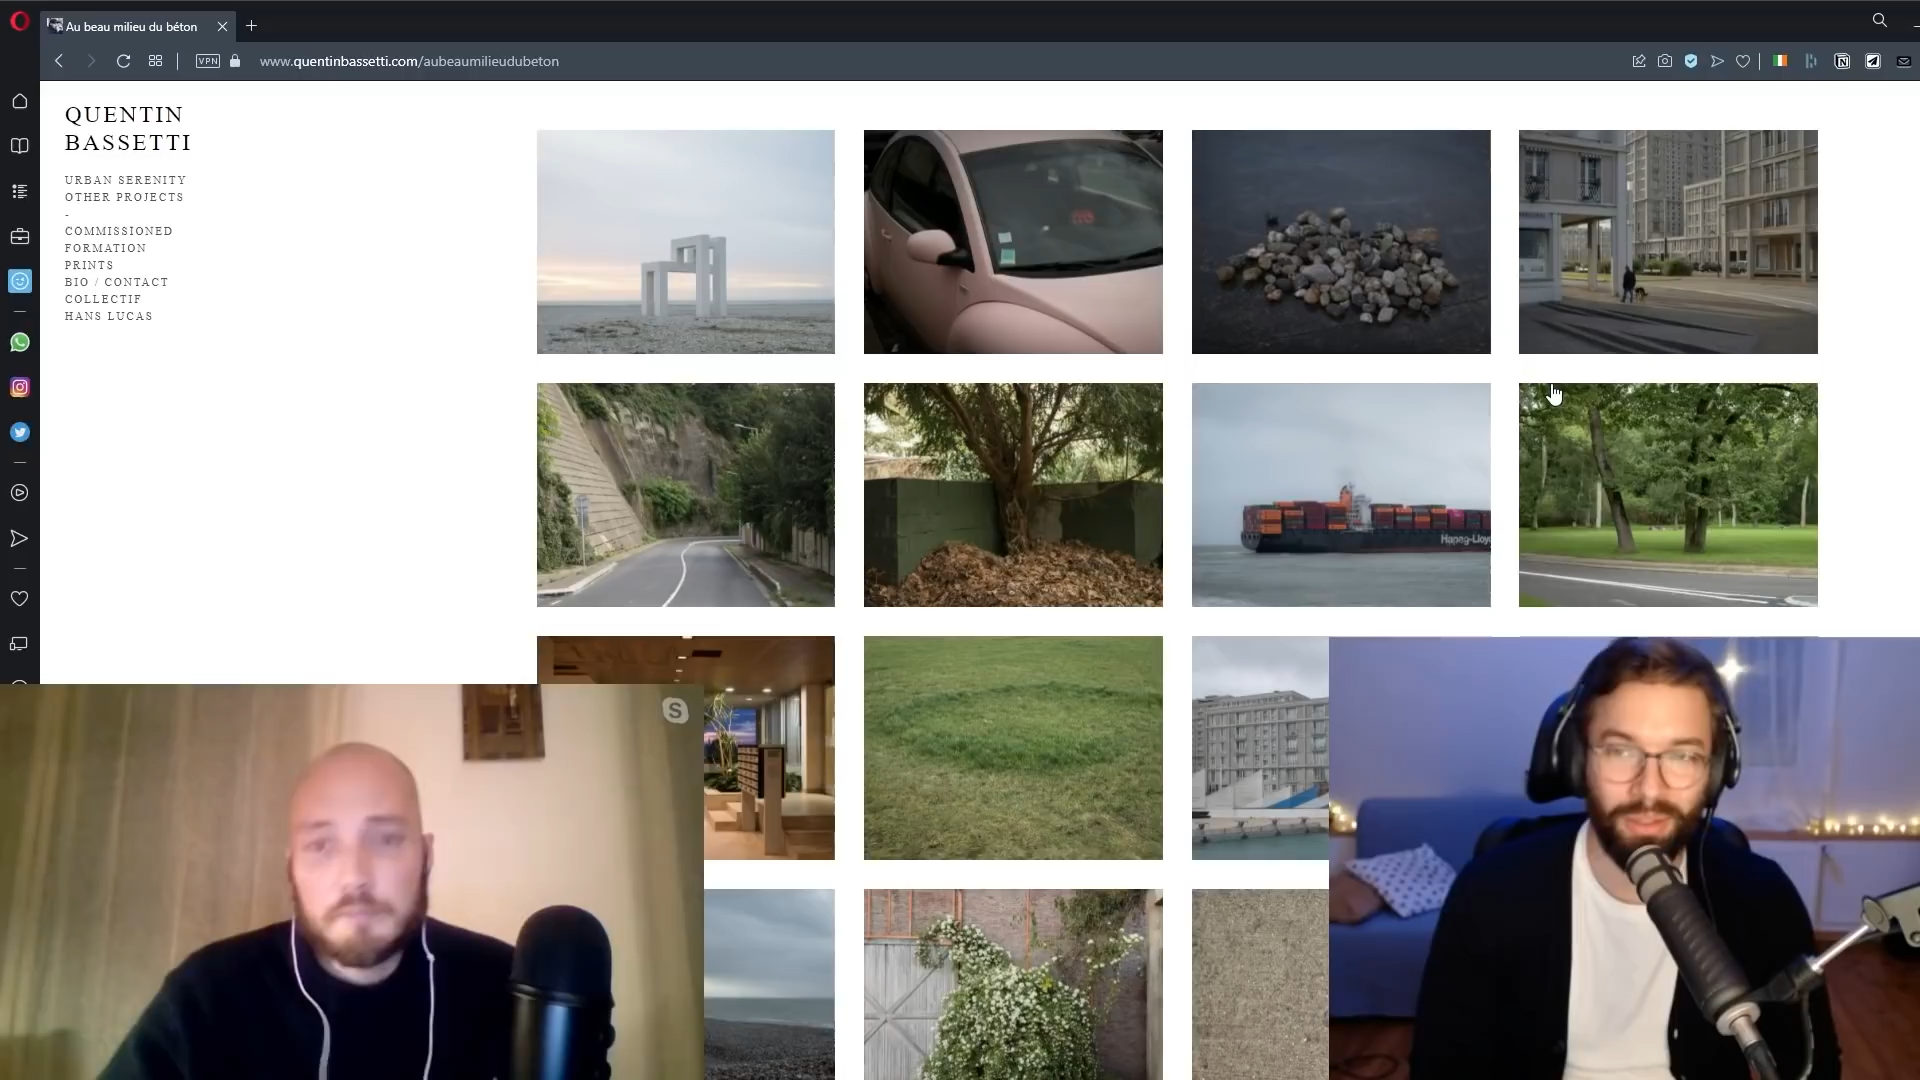 Au beau milieu du béton
VPN
www.quentinbassetti.com/aubeaumilieudubeton
QUENTIN
BASSETTI
URBAN SERENITY
OTHER PROJECTS
-
COMMISSIONED
FORMATION
PRINTS
BIO / CONTACT
COLLECTIF
HANS LUCAS
Hapag-Lloyd
S